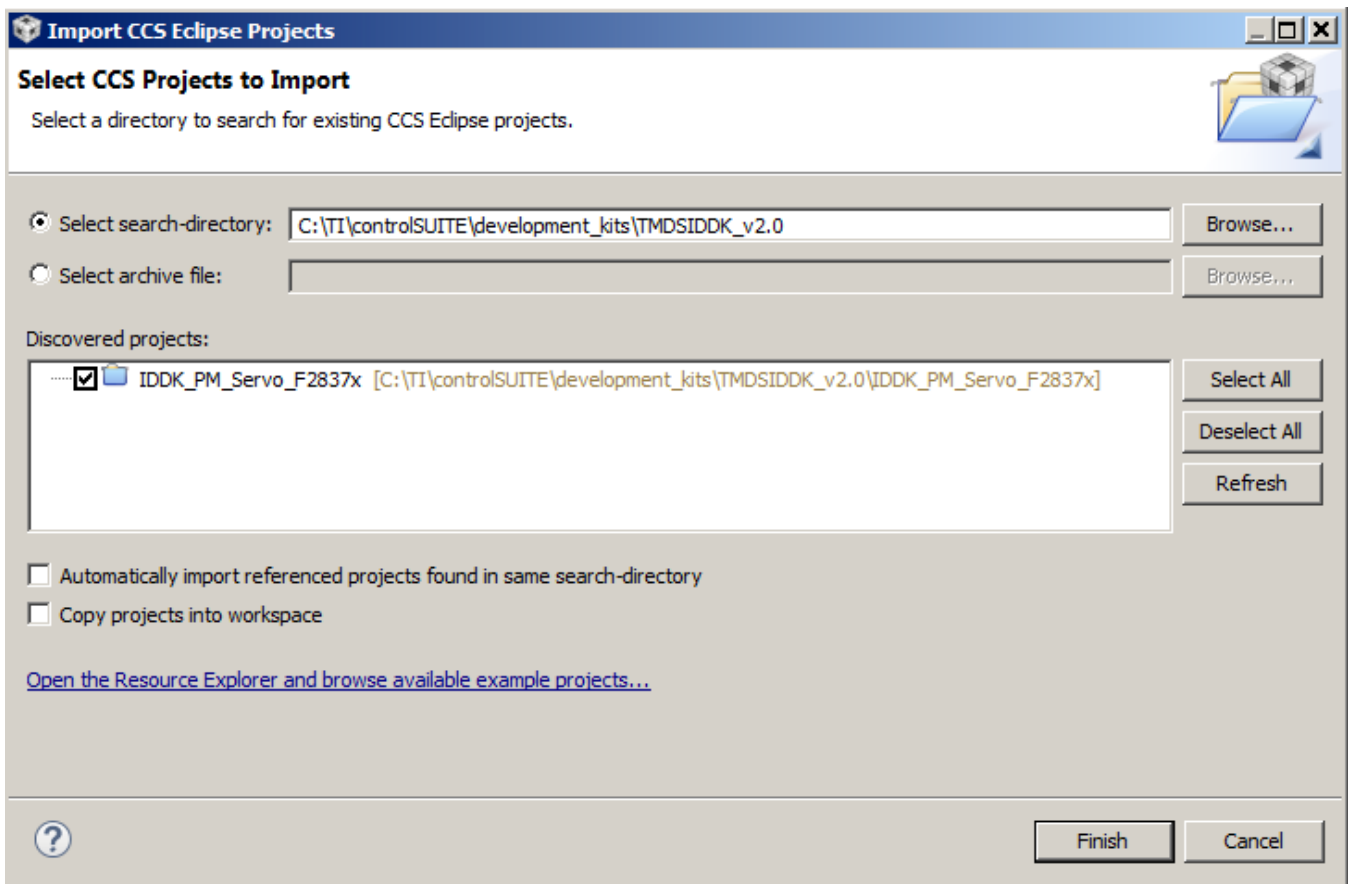 Import CCS Eclipse Projects
Select CCS Projects to Import
Select a directory to search for existing CCS Eclipse projects.
Select search-directory: C:\TI\controlSUITE\development_kits\TMDSIDDK_v2.0 Browse...
Select archive file: Browse...
Discovered projects:
IDDK_PM_Servo_F2837x [C:\TI\controlSUITE\development_kits\TMDSIDDK_v2.0\IDDK_PM_Servo_F2837x] Select All
Deselect All
Refresh
Automatically import referenced projects found in same search-directory
Copy projects into workspace
Open the Resource Explorer and browse available example projects...
? Finish Cancel